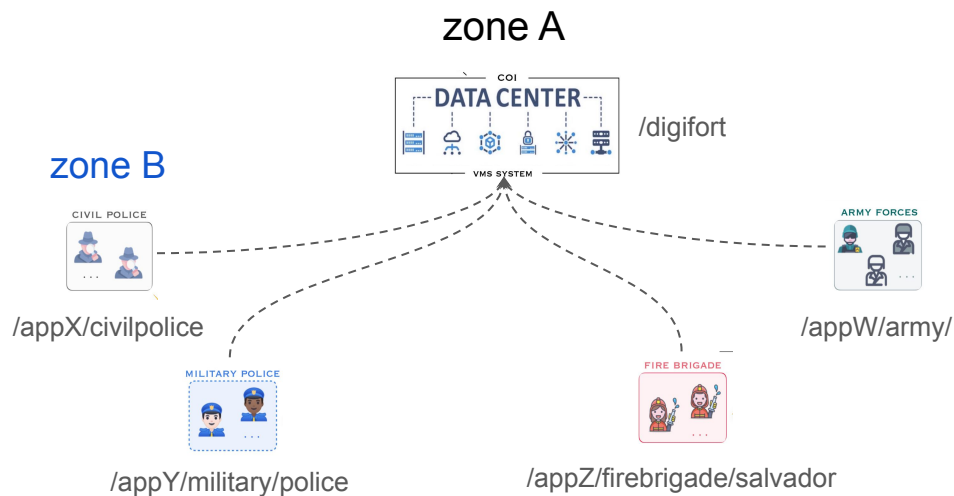 zone A
COI
DATA CENTER
/digifort
VMS SYSTEM
zone B
CIVIL POLICE
. . .
/appX/civilpolice
ARMY FORCES
. . .
/appW/army/
MILITARY POLICE
. . .
/appY/military/police
FIRE BRIGADE
. . .
/appZ/firebrigade/salvador